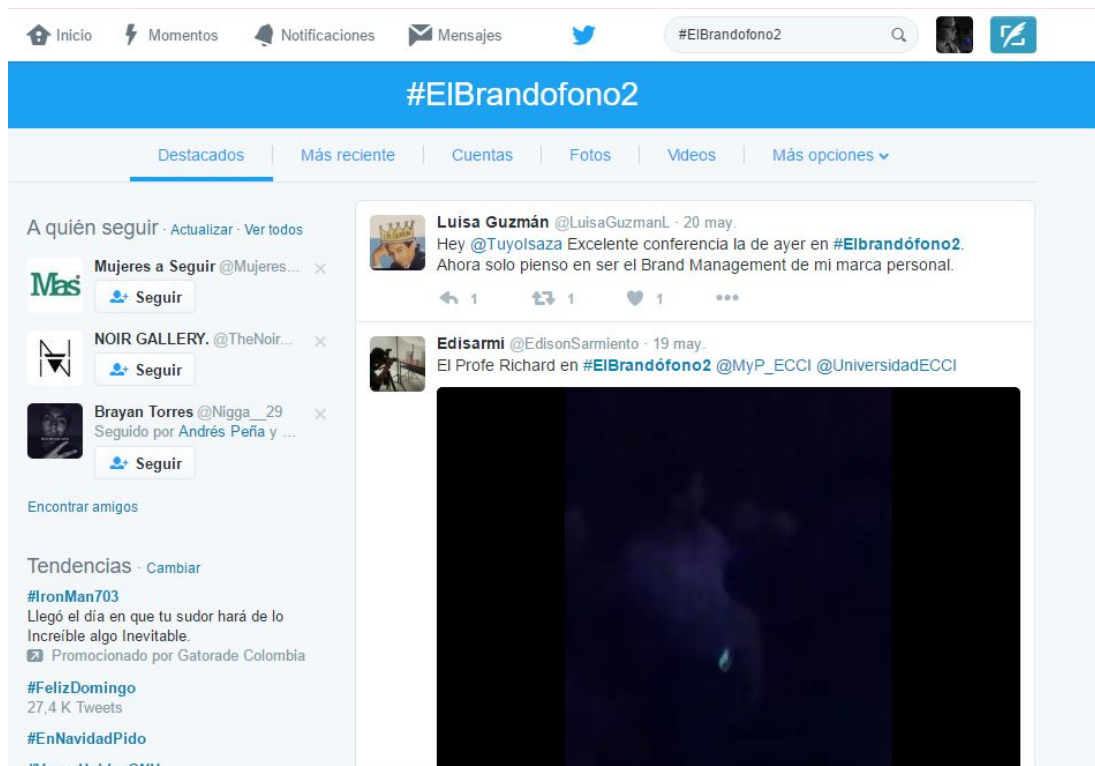 Inicio Momentos Notificaciones Mensajes #ElBrandofono2
#ElBrandofono2
Destacados Más reciente Cuentas Fotos Videos Más opciones
A quién seguir · Actualizar · Ver todos
Mas
Mujeres a Seguir @Mujeres...
Seguir
NOIR GALLERY. @TheNoir...
Seguir
Brayan Torres @Nigga__29
Seguido por Andrés Peña y ...
Seguir
Encontrar amigos
Tendencias · Cambiar
#IronMan703
Llegó el día en que tu sudor hará de lo
Increíble algo Inevitable.
Promocionado por Gatorade Colombia
#FelizDomingo
27,4 K Tweets
#EnNavidadPido
Luisa Guzmán @LuisaGuzmanL · 20 may.
Hey @TuyoIsaza Excelente conferencia la de ayer en #Elbrandófono2.
Ahora solo pienso en ser el Brand Management de mi marca personal.
1 1 1
Edisarmi @EdisonSarmiento · 19 may.
El Profe Richard en #ElBrandófono2 @MyP_ECCI @UniversidadECCI